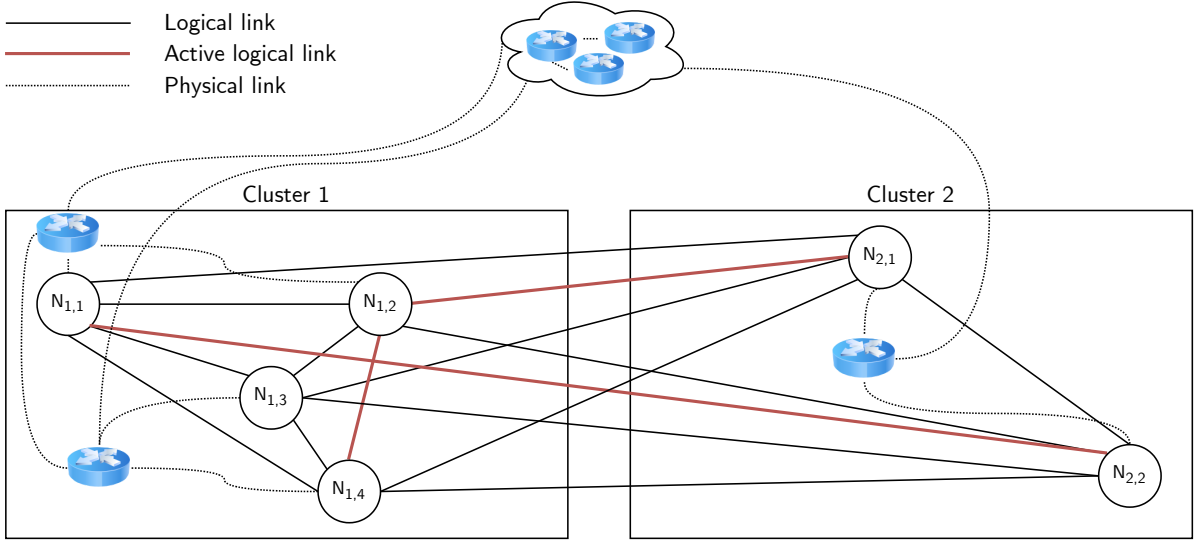 Logical link
Active logical link
Physical link
Cluster 1
Cluster 2
N2,1
N1,1
N1,2
N1,3
N2,2
N1,4